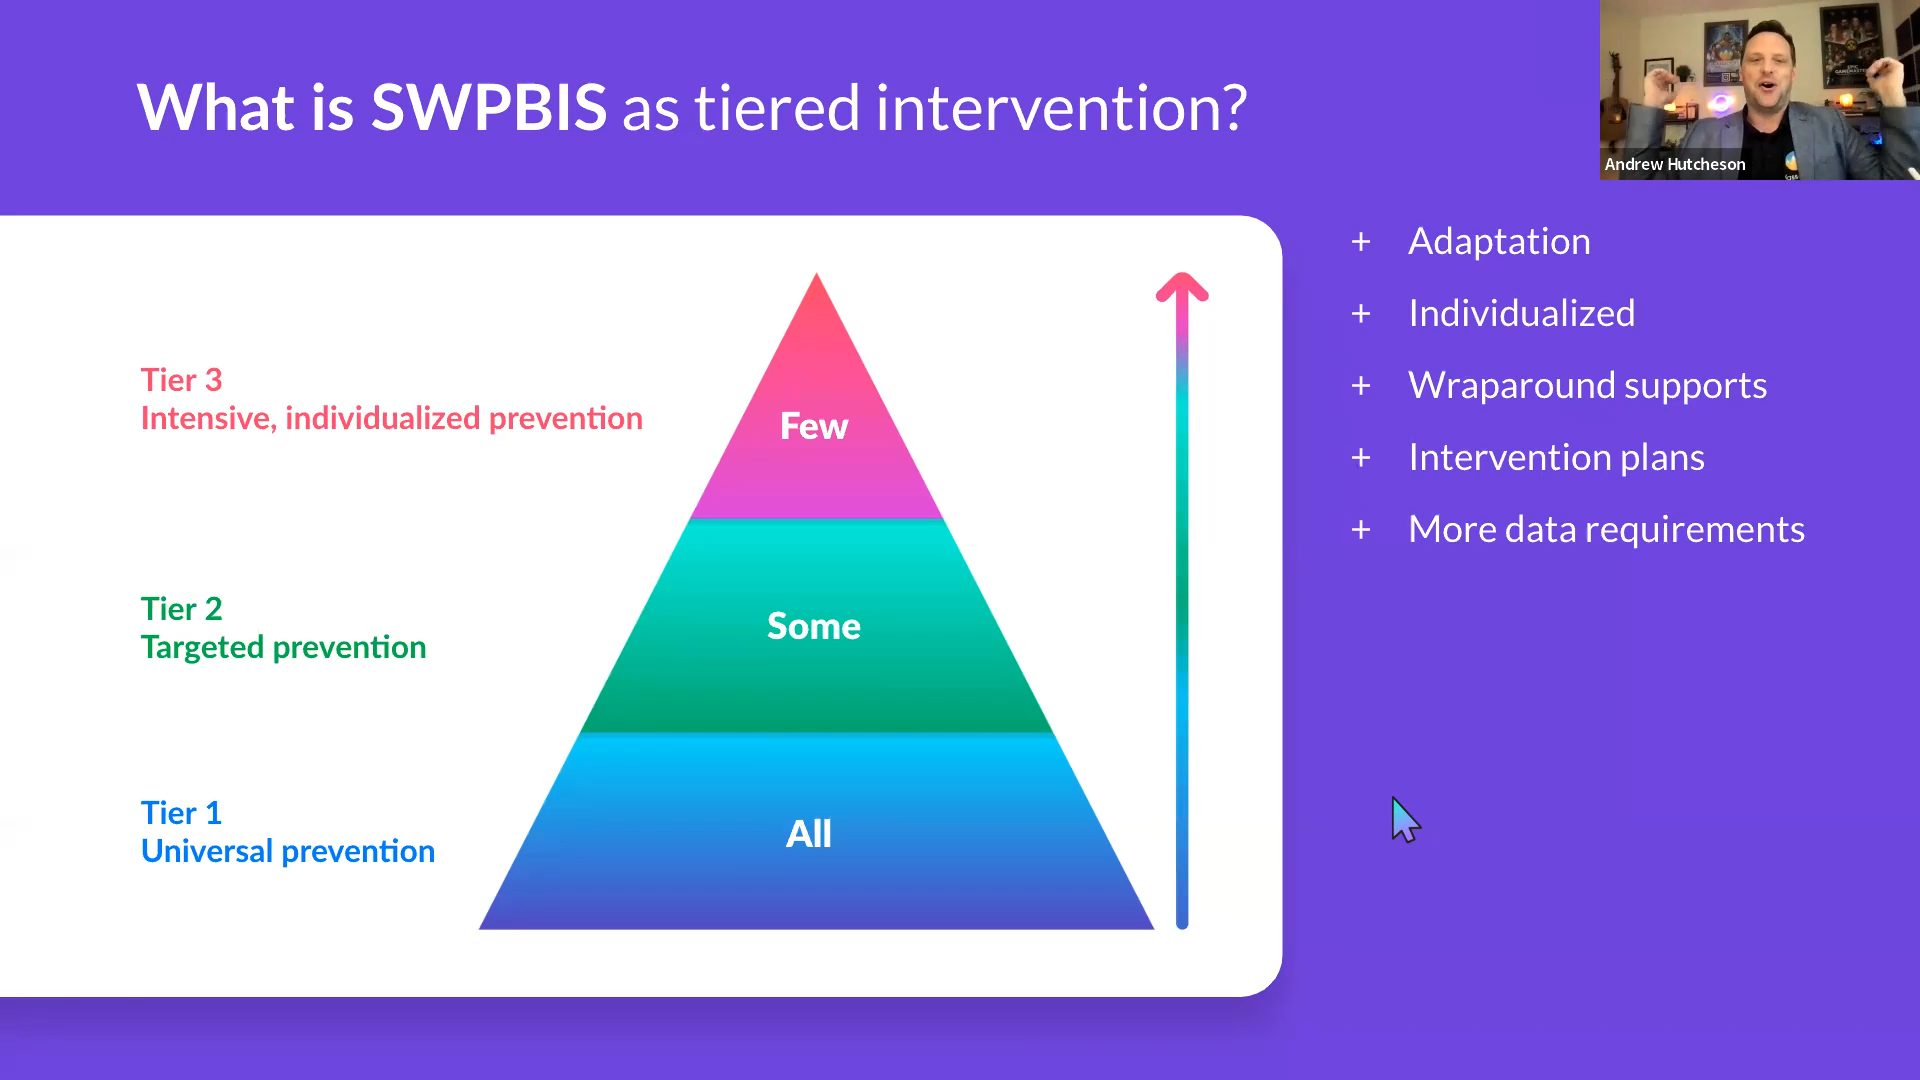 What is SWPBIS as tiered intervention?
Andrew Hutcheson
Tier 3
Intensive, individualized prevention
Few
Tier 2
Targeted prevention
Some
Tier 1
Universal prevention
All
+ Adaptation
+ Individualized
+ Wraparound supports
+ Intervention plans
+ More data requirements